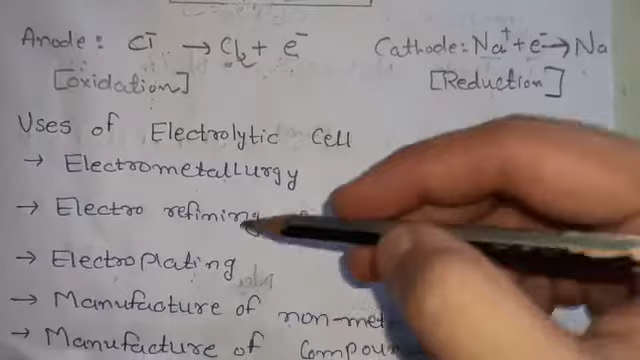 Anode: Cl⁻ → Cl₂ + e⁻ Cathode: Na⁺ + e⁻ → Na
[Oxidation] [Reduction]
Uses of Electrolytic Cell
→ Electrometallurgy
→ Electro refining
→ Electroplating
→ Manufacture of non-met
→ Manufacture of Compoun